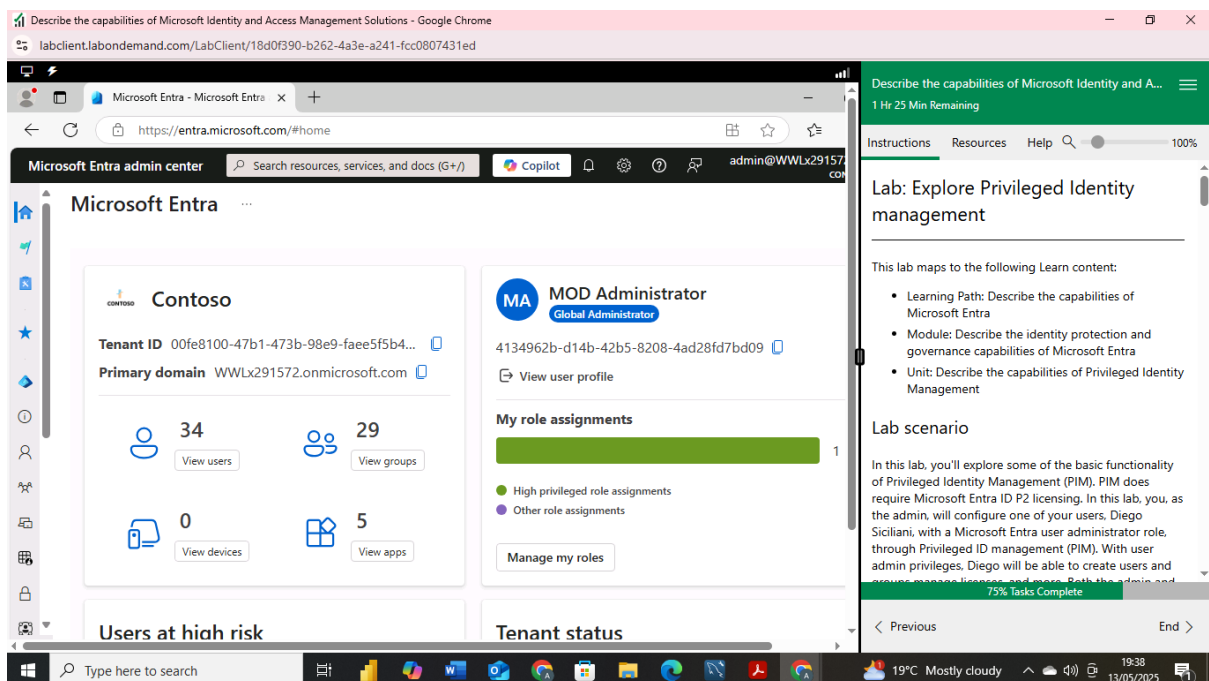 Describe the capabilities of Microsoft Identity and Access Management Solutions - Google Chrome
labclient.labondemand.com/LabClient/18d0f390-b262-4a3e-a241-fcc0807431ed
Microsoft Entra - Microsoft Entra
https://entra.microsoft.com/#home
Microsoft Entra admin center
Search resources, services, and docs (G+/)
Copilot
admin@WWLx29157
CON
Microsoft Entra ...
CONTOSO
Contoso
Tenant ID 00fe8100-47b1-473b-98e9-faee5f5b4...
Primary domain WWLx291572.onmicrosoft.com
34
View users
29
View groups
0
View devices
5
View apps
MA
MOD Administrator
Global Administrator
4134962b-d14b-42b5-8208-4ad28fd7bd09
View user profile
My role assignments
1
High privileged role assignments
Other role assignments
Manage my roles
Users at high risk
Tenant status
Describe the capabilities of Microsoft Identity and A...
1 Hr 25 Min Remaining
Instructions Resources Help 100%
Lab: Explore Privileged Identity
management
This lab maps to the following Learn content:
Learning Path: Describe the capabilities of
Microsoft Entra
Module: Describe the identity protection and
governance capabilities of Microsoft Entra
Unit: Describe the capabilities of Privileged Identity
Management
Lab scenario
In this lab, you'll explore some of the basic functionality
of Privileged Identity Management (PIM). PIM does
require Microsoft Entra ID P2 licensing. In this lab, you, as
the admin, will configure one of your users, Diego
Siciliani, with a Microsoft Entra user administrator role,
through Privileged ID management (PIM). With user
admin privileges, Diego will be able to create users and
groups manage licenses, and more. Both the admin and
75% Tasks Complete
< Previous
End >
Type here to search
19°C Mostly cloudy
19:38
13/05/2025